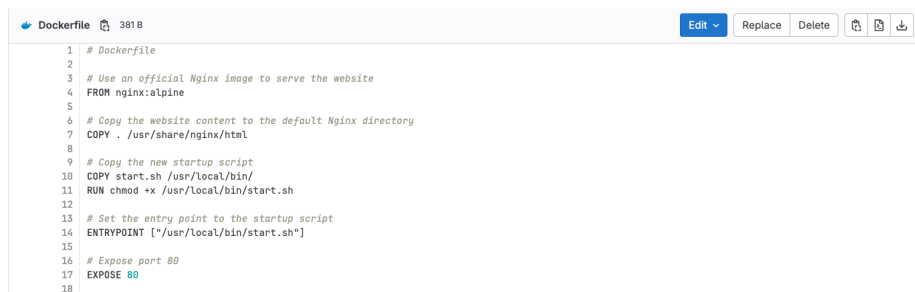 Dockerfile 381 B Edit Replace Delete
1 # Dockerfile
2
3 # Use an official Nginx image to serve the website
4 FROM nginx:alpine
5
6 # Copy the website content to the default Nginx directory
7 COPY . /usr/share/nginx/html
8
9 # Copy the new startup script
10 COPY start.sh /usr/local/bin/
11 RUN chmod +x /usr/local/bin/start.sh
12
13 # Set the entry point to the startup script
14 ENTRYPOINT ["/usr/local/bin/start.sh"]
15
16 # Expose port 80
17 EXPOSE 80
18